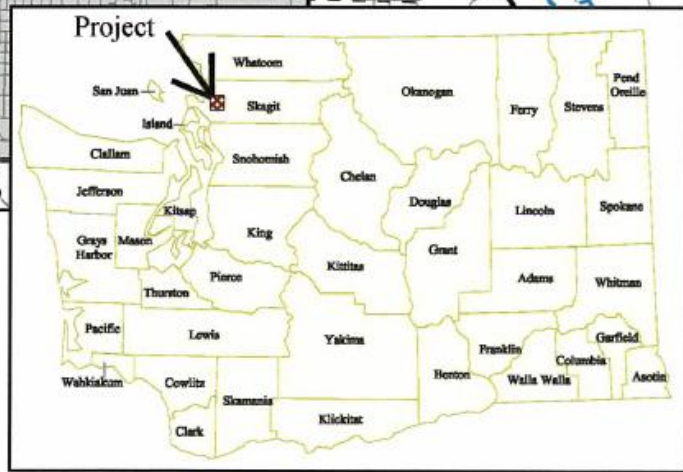 Project
Whatcom
San Juan
Okanogan
Ferry
Stevens
Pend
Oreille
Skagit
Island
Clallam
Snohomish
Chelan
Douglas
Jefferson
Kitsap
Lincoln
Spokane
King
Grays
Harbor
Mason
Grant
Kittitas
Pierce
Adams
Whitman
Thurston
Pacific
Lewis
Yakima
Franklin
Garfield
Columbia
Benton
Walla Walla
Asotin
Wahkiakum
Cowlitz
Skamania
Klickitat
Clark